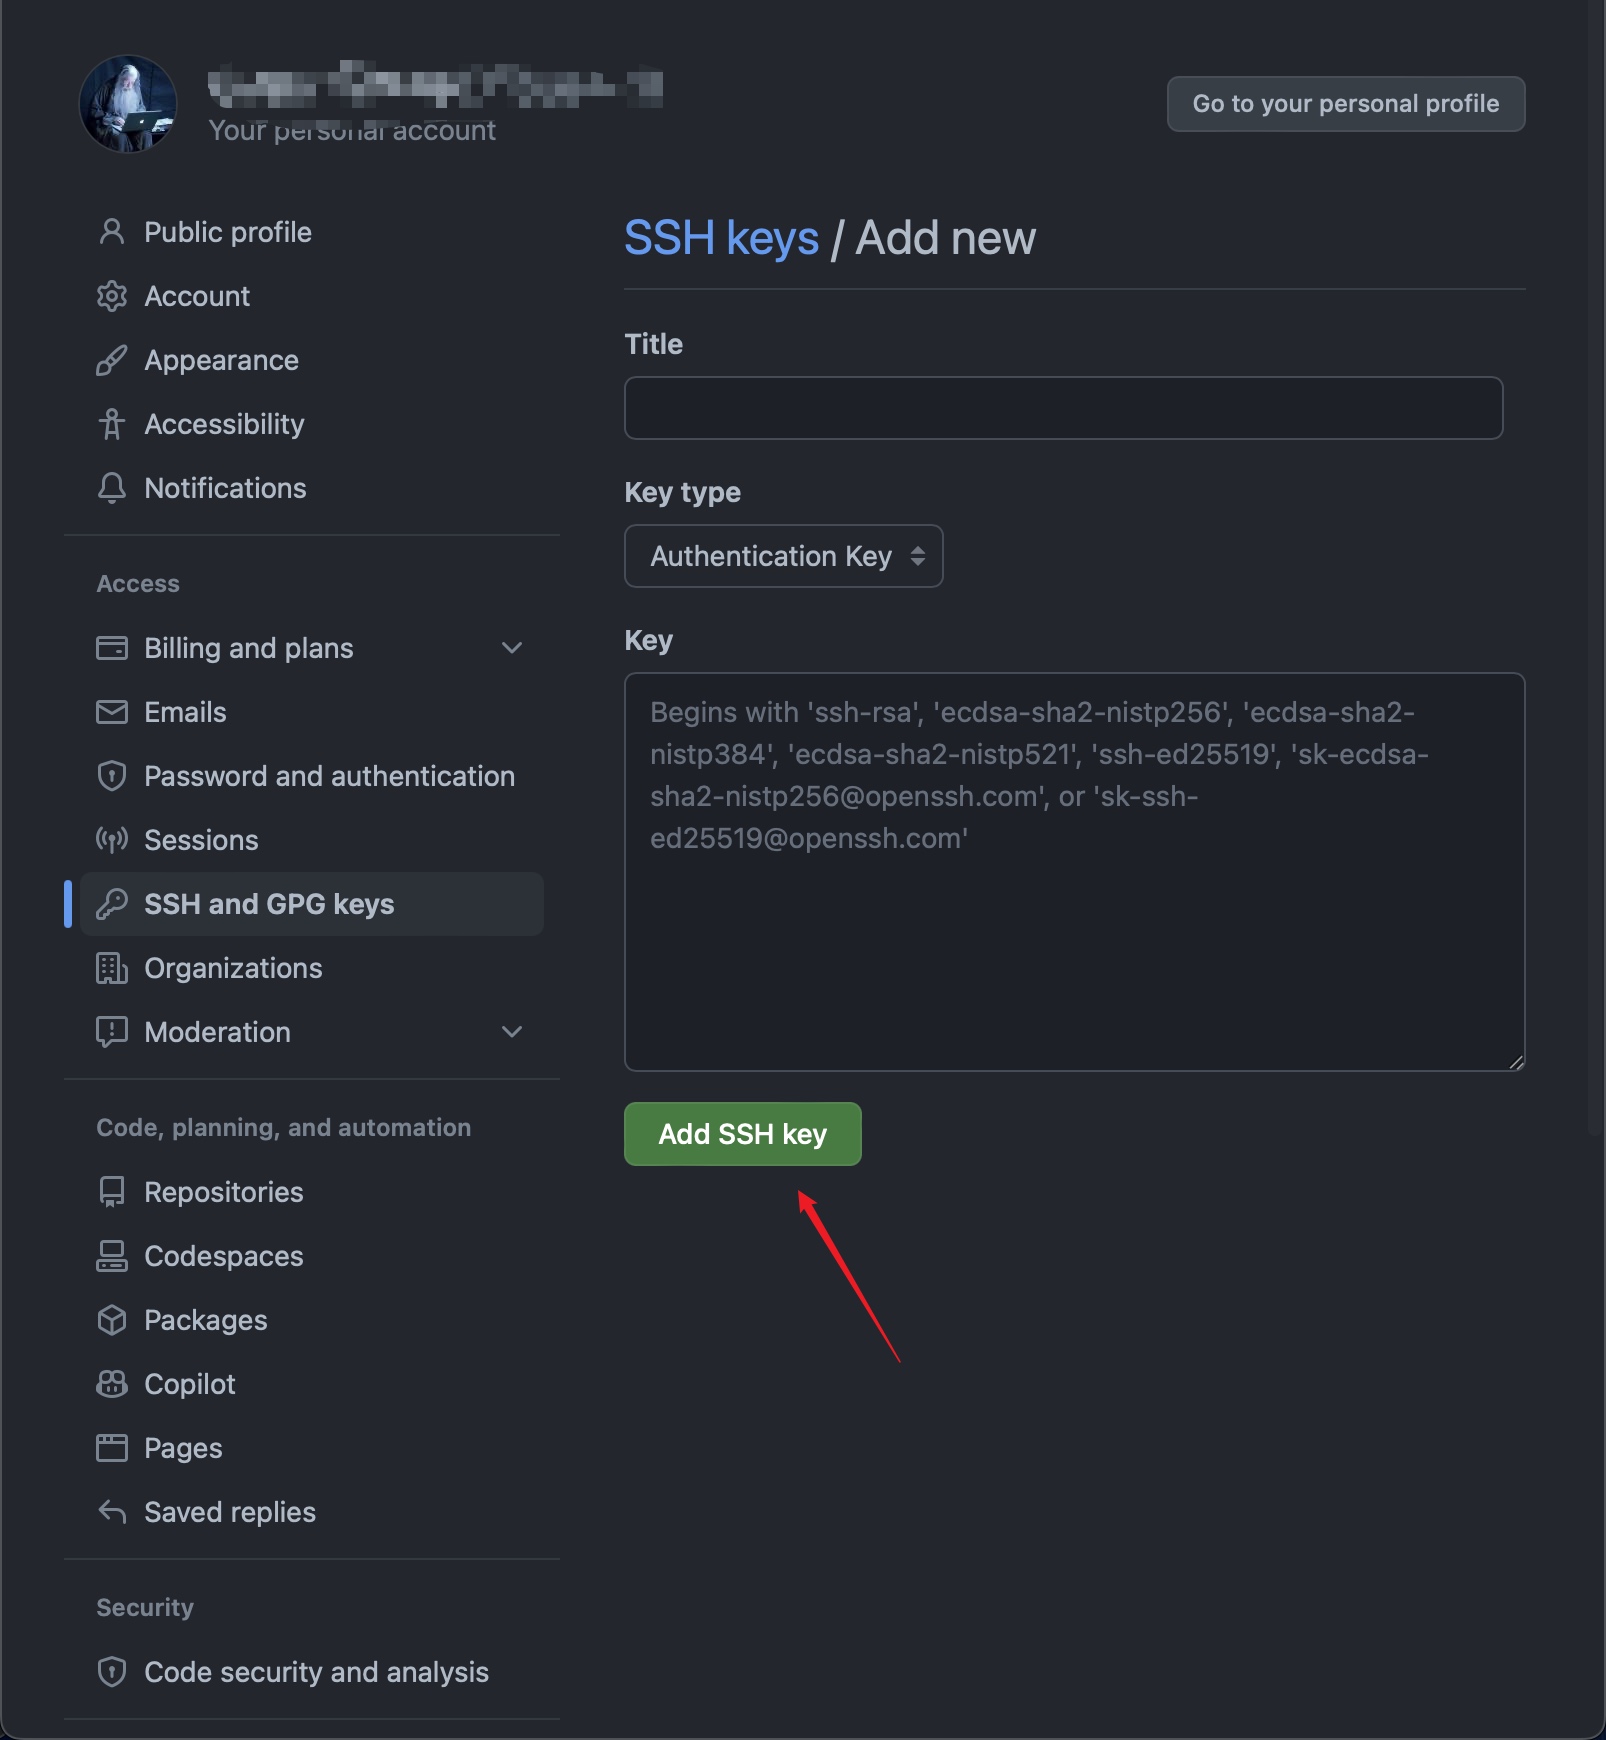 Your personal account
Go to your personal profile
Public profile
Account
Appearance
Accessibility
Notifications
Access
Billing and plans
Emails
Password and authentication
Sessions
SSH and GPG keys
Organizations
Moderation
Code, planning, and automation
Repositories
Codespaces
Packages
Copilot
Pages
Saved replies
Security
Code security and analysis
SSH keys / Add new
Title
Key type
Authentication Key
Key
Begins with 'ssh-rsa', 'ecdsa-sha2-nistp256', 'ecdsa-sha2-
nistp384', 'ecdsa-sha2-nistp521', 'ssh-ed25519', 'sk-ecdsa-
sha2-nistp256@openssh.com', or 'sk-ssh-
ed25519@openssh.com'
Add SSH key